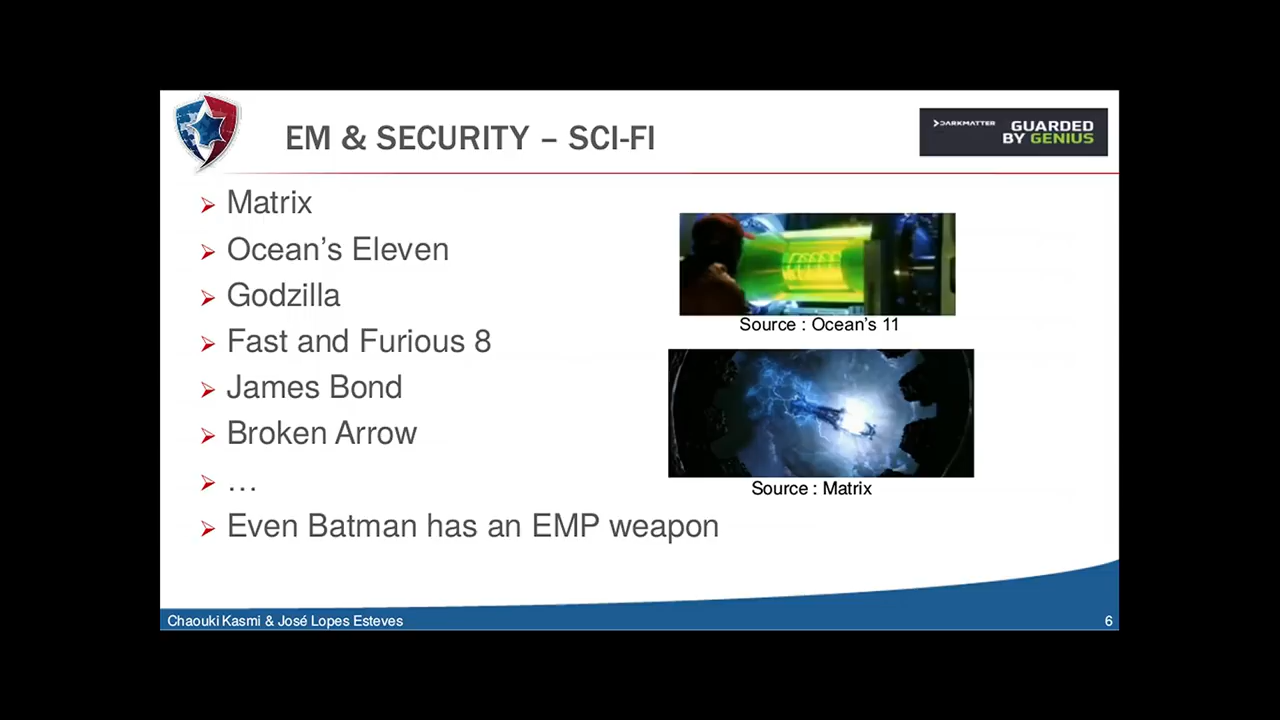 EM & SECURITY – SCI-FI
DARKMATTER
GUARDED
BY GENIUS
Matrix
Ocean’s Eleven
Godzilla
Fast and Furious 8
James Bond
Broken Arrow
…
Even Batman has an EMP weapon
Source : Ocean’s 11
Source : Matrix
Chaouki Kasmi & José Lopes Esteves
6